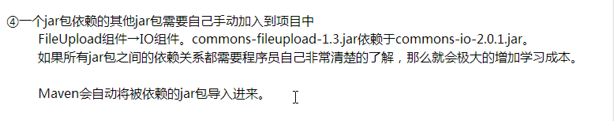 ④一个jar包依赖的其他jar包需要自己手动加入到项目中
FileUpload组件→IO组件。commons-fileupload-1.3.jar依赖于commons-io-2.0.1.jar。
如果所有jar包之间的依赖关系都需要程序员自己非常清楚的了解，那么就会极大的增加学习成本。
Maven会自动将被依赖的jar包导入进来。